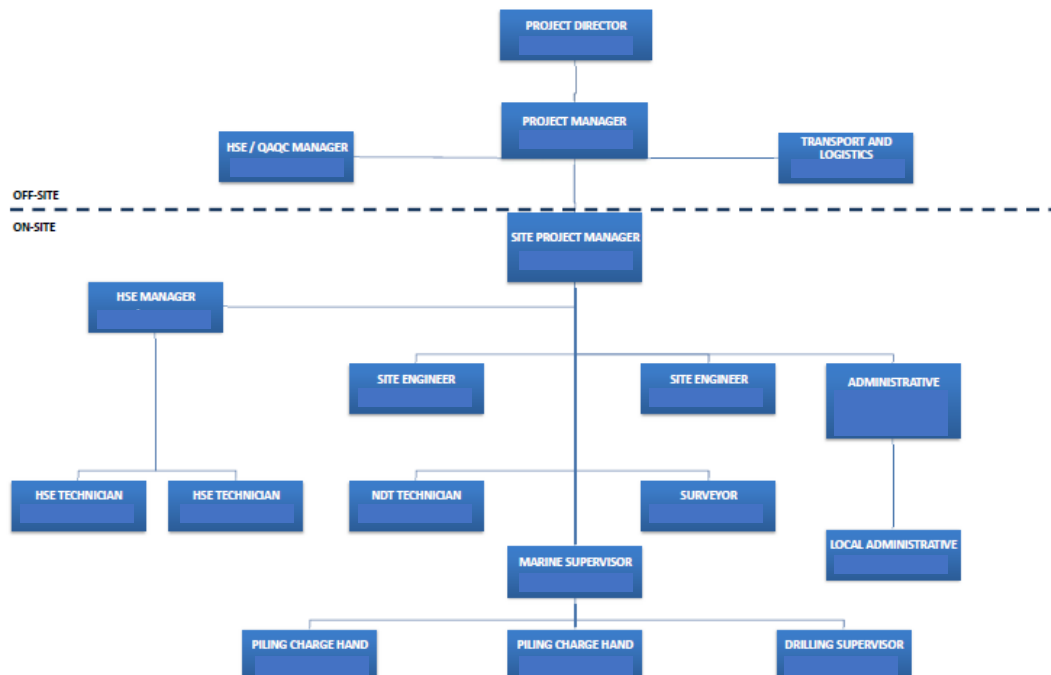 PROJECT DIRECTOR
PROJECT MANAGER
HSE / QAQC MANAGER
TRANSPORT AND
LOGISTICS
OFF-SITE
ON-SITE
SITE PROJECT MANAGER
HSE MANAGER
SITE ENGINEER
SITE ENGINEER
ADMINISTRATIVE
HSE TECHNICIAN
HSE TECHNICIAN
NDT TECHNICIAN
SURVEYOR
LOCAL ADMINISTRATIVE
MARINE SUPERVISOR
PILING CHARGE HAND
PILING CHARGE HAND
DRILLING SUPERVISOR